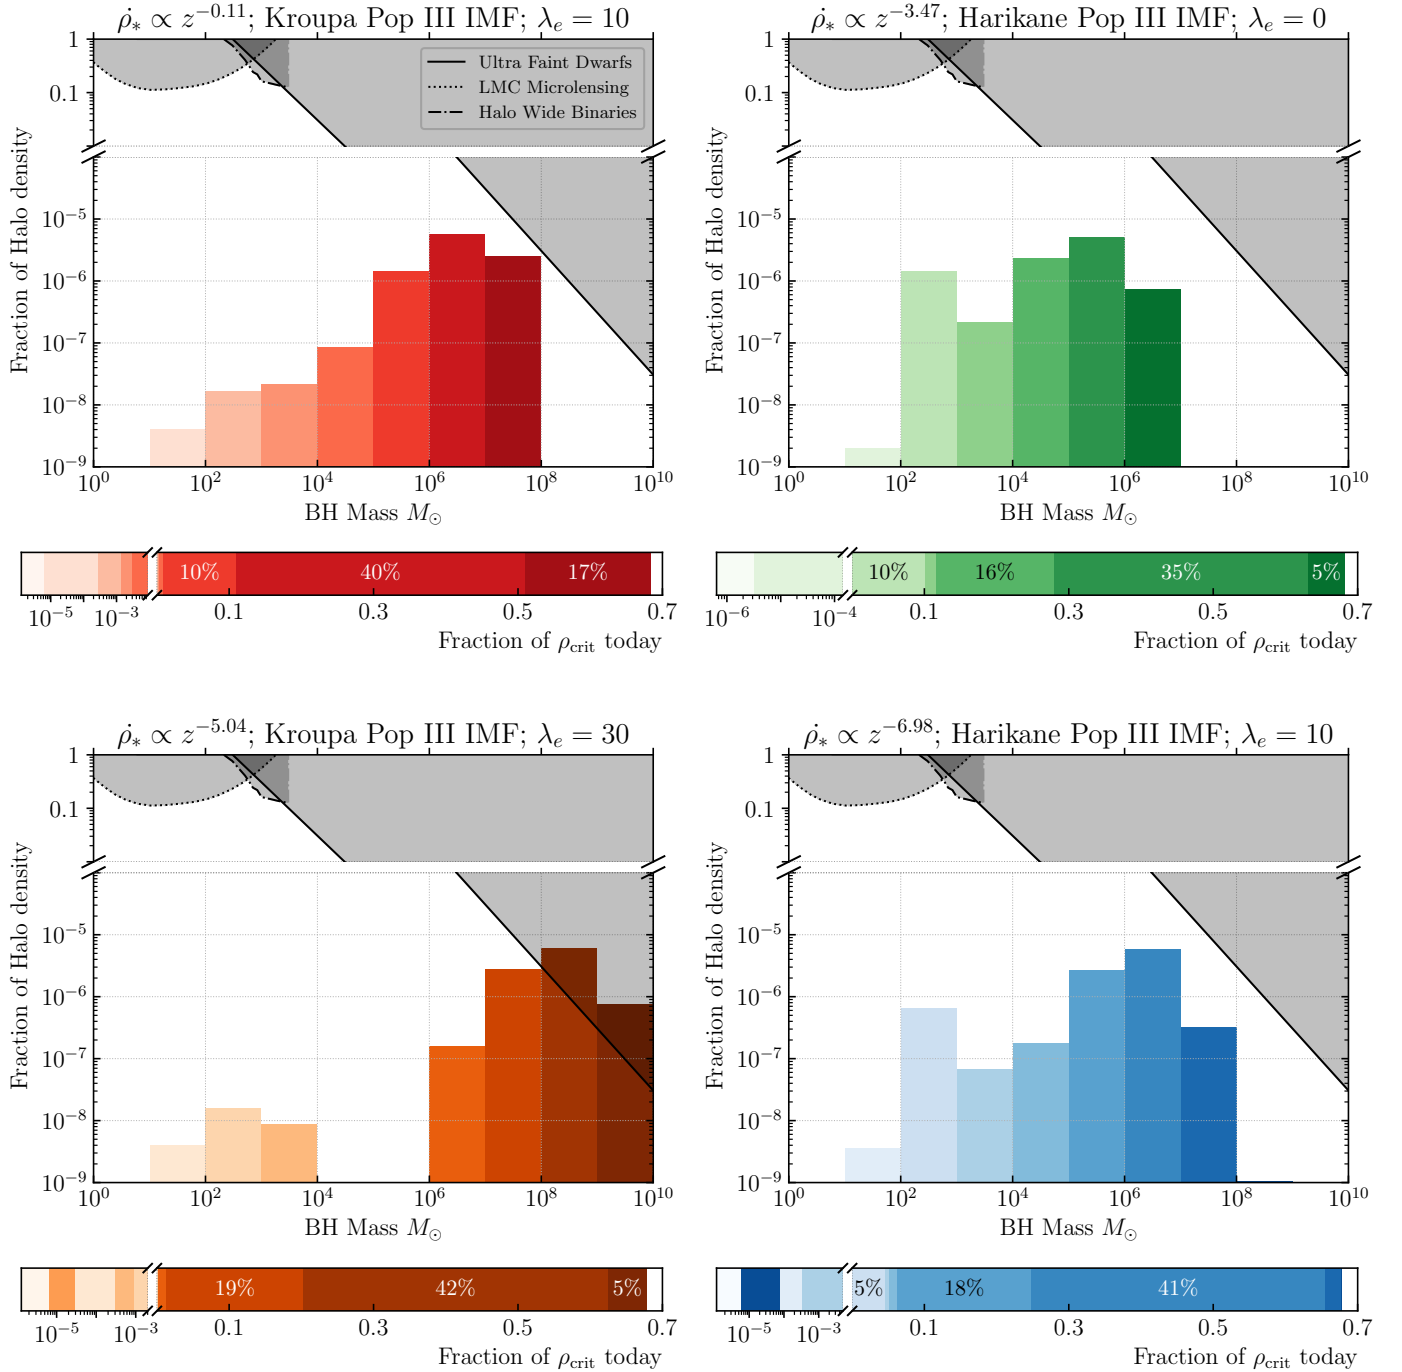 ρ̇∗ ∝ z^−0.11; Kroupa Pop III IMF; λe = 10
1
0.1
10^−5
10^−6
10^−7
10^−8
10^−9
Fraction of Halo density
Ultra Faint Dwarfs
LMC Microlensing
Halo Wide Binaries
10^0 10^2 10^4 10^6 10^8 10^10
BH Mass M⊙
10% 40% 17%
10^−5 10^−3 0.1 0.3 0.5 0.7
Fraction of ρcrit today
ρ̇∗ ∝ z^−3.47; Harikane Pop III IMF; λe = 0
1
0.1
10^−5
10^−6
10^−7
10^−8
10^−9
Fraction of Halo density
10^0 10^2 10^4 10^6 10^8 10^10
BH Mass M⊙
10% 16% 35% 5%
10^−6 10^−4 0.1 0.3 0.5 0.7
Fraction of ρcrit today
ρ̇∗ ∝ z^−5.04; Kroupa Pop III IMF; λe = 30
1
0.1
10^−5
10^−6
10^−7
10^−8
10^−9
Fraction of Halo density
10^0 10^2 10^4 10^6 10^8 10^10
BH Mass M⊙
19% 42% 5%
10^−5 10^−3 0.1 0.3 0.5 0.7
Fraction of ρcrit today
ρ̇∗ ∝ z^−6.98; Harikane Pop III IMF; λe = 10
1
0.1
10^−5
10^−6
10^−7
10^−8
10^−9
Fraction of Halo density
10^0 10^2 10^4 10^6 10^8 10^10
BH Mass M⊙
5% 18% 41%
10^−5 10^−3 0.1 0.3 0.5 0.7
Fraction of ρcrit today